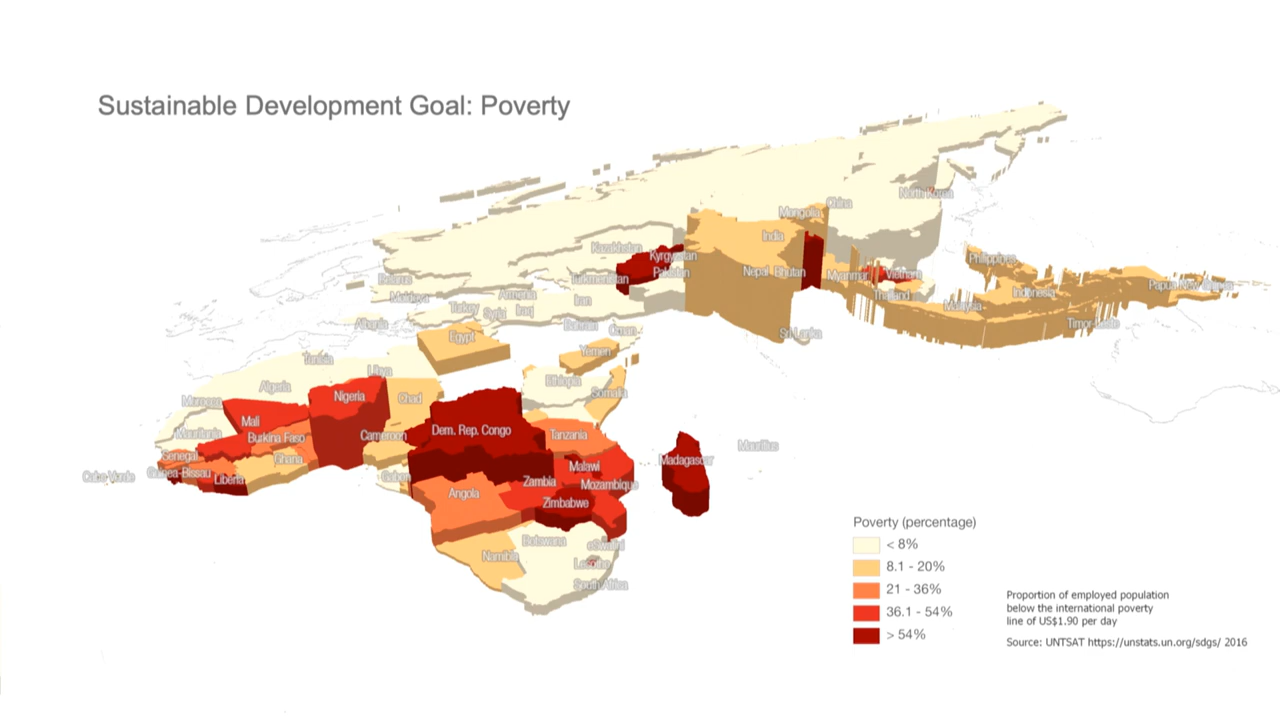 Sustainable Development Goal: Poverty
North Korea
China
Mongolia
India
Kazakhstan
Kyrgystan
Pakistan
Turkmenistan
Nepal
Bhutan
Myanmar
Vietnam
Thailand
Philippines
Malaysia
Indonesia
Papua New Guinea
Timor-Leste
Sri Lanka
Belarus
Moldova
Armenia
Turkey
Syria
Iraq
Iran
Albania
Bahrain
Oman
Egypt
Yemen
Tunisia
Libya
Algeria
Morocco
Nigeria
Chad
Ethiopia
Somalia
Mali
Mauritania
Burkina Faso
Cameroon
Dem. Rep. Congo
Tanzania
Senegal
Ghana
Cabo Verde
Guinea-Bissau
Liberia
Gabon
Malawi
Madagascar
Mauritius
Angola
Zambia
Mozambique
Zimbabwe
Botswana
eSwatini
Namibia
Lesotho
South Africa
Poverty (percentage)
< 8%
8.1 - 20%
21 - 36%
36.1 - 54%
> 54%
Proportion of employed population
below the international poverty
line of US$1.90 per day
Source: UNTSAT https://unstats.un.org/sdgs/ 2016